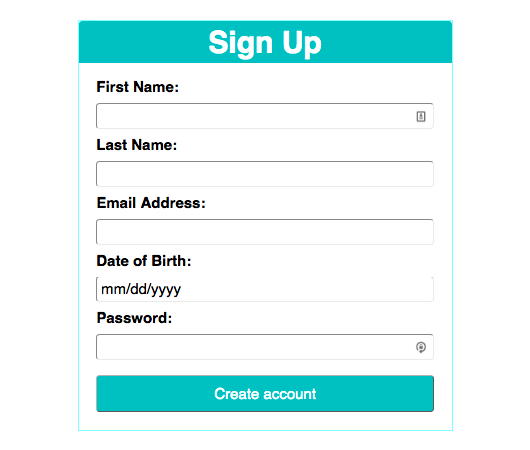 Sign Up
First Name:
Last Name:
Email Address:
Date of Birth:
mm/dd/yyyy
Password:
Create account